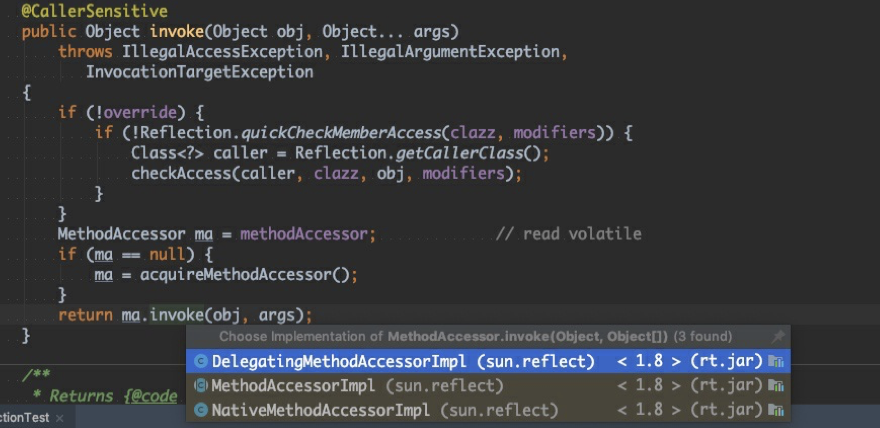 @CallerSensitive
public Object invoke(Object obj, Object... args)
throws IllegalAccessException, IllegalArgumentException,
InvocationTargetException
{
if (!override) {
if (!Reflection.quickCheckMemberAccess(clazz, modifiers)) {
Class<?> caller = Reflection.getCallerClass();
checkAccess(caller, clazz, obj, modifiers);
}
}
MethodAccessor ma = methodAccessor; // read volatile
if (ma == null) {
ma = acquireMethodAccessor();
}
return ma.invoke(obj, args);
}
Choose Implementation of MethodAccessor.invoke(Object, Object[]) (3 found)
C DelegatingMethodAccessorImpl (sun.reflect) < 1.8 > (rt.jar)
C MethodAccessorImpl (sun.reflect) < 1.8 > (rt.jar)
C NativeMethodAccessorImpl (sun.reflect) < 1.8 > (rt.jar)
/**
* Returns {@code
ctionTest ×